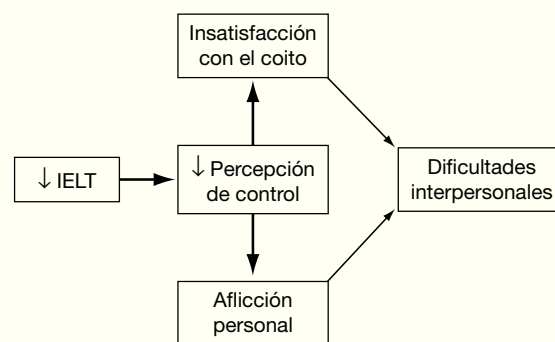 Insatisfacción
con el coito
↓ IELT
↓ Percepción
de control
Dificultades
interpersonales
Aflicción
personal